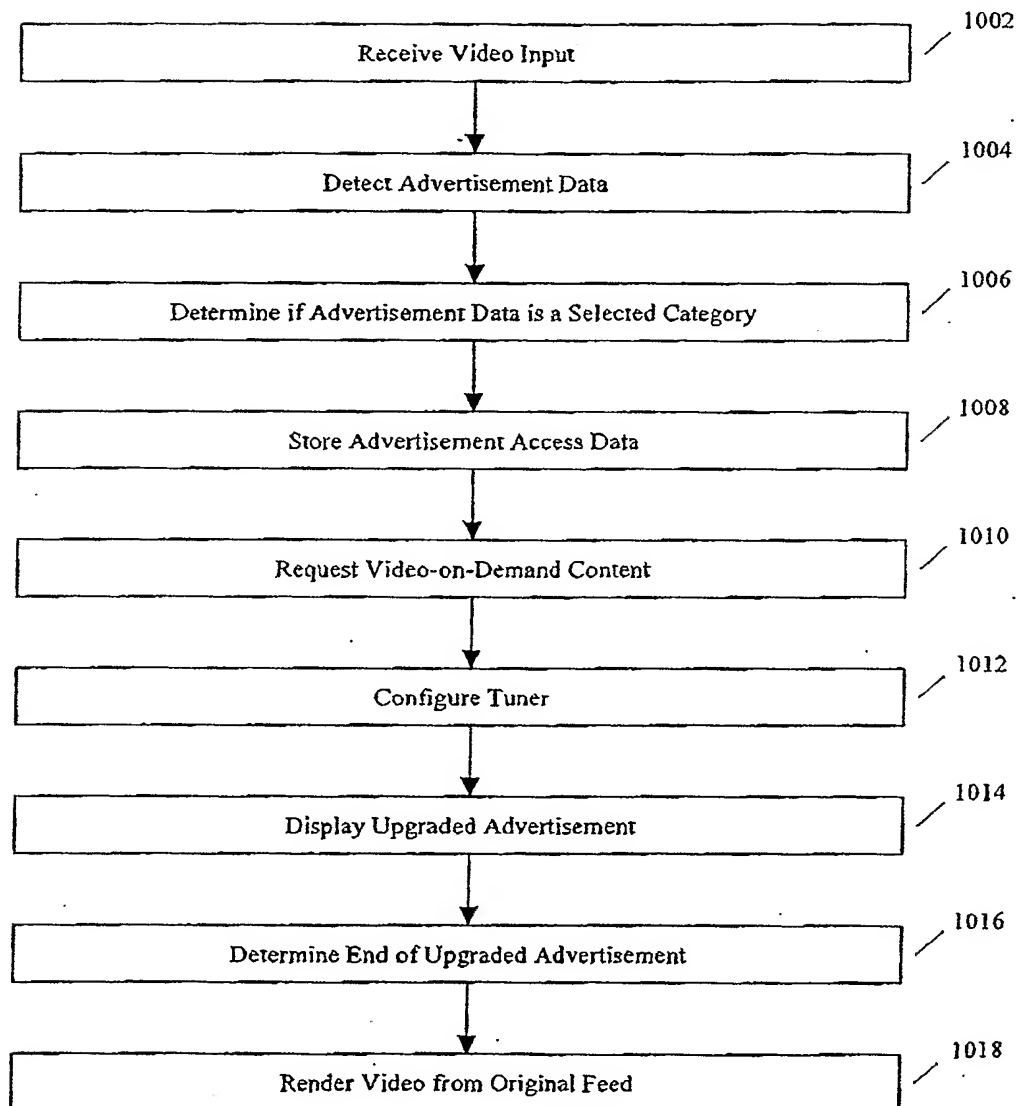 1002
Receive Video Input
1004
Detect Advertisement Data
1006
Determine if Advertisement Data is a Selected Category
1008
Store Advertisement Access Data
1010
Request Video-on-Demand Content
1012
Configure Tuner
1014
Display Upgraded Advertisement
1016
Determine End of Upgraded Advertisement
1018
Render Video from Original Feed